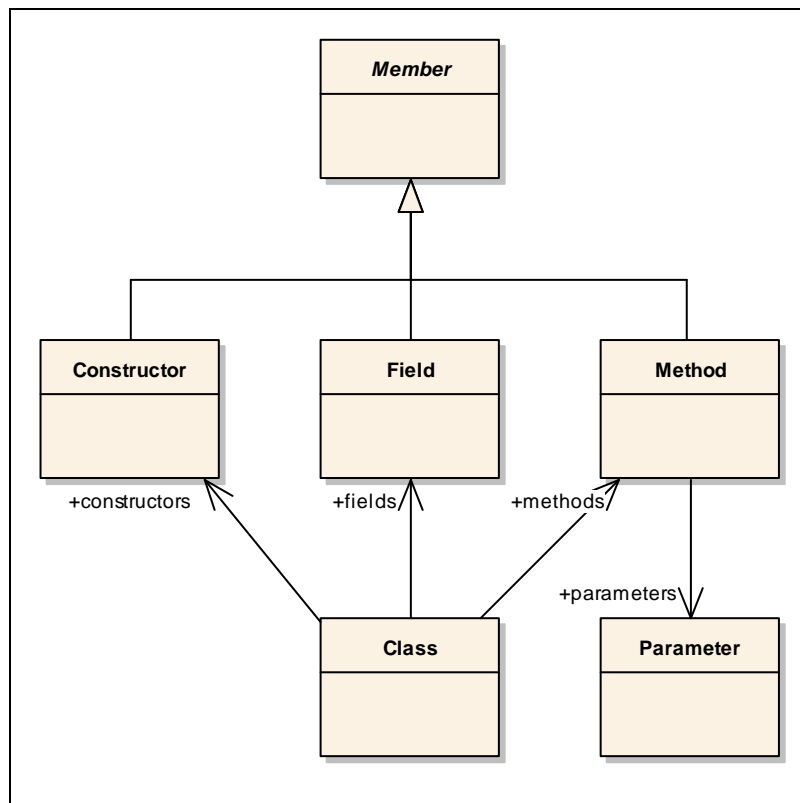 Member
Constructor
Field
Method
+constructors
+fields
+methods
+parameters
Class
Parameter